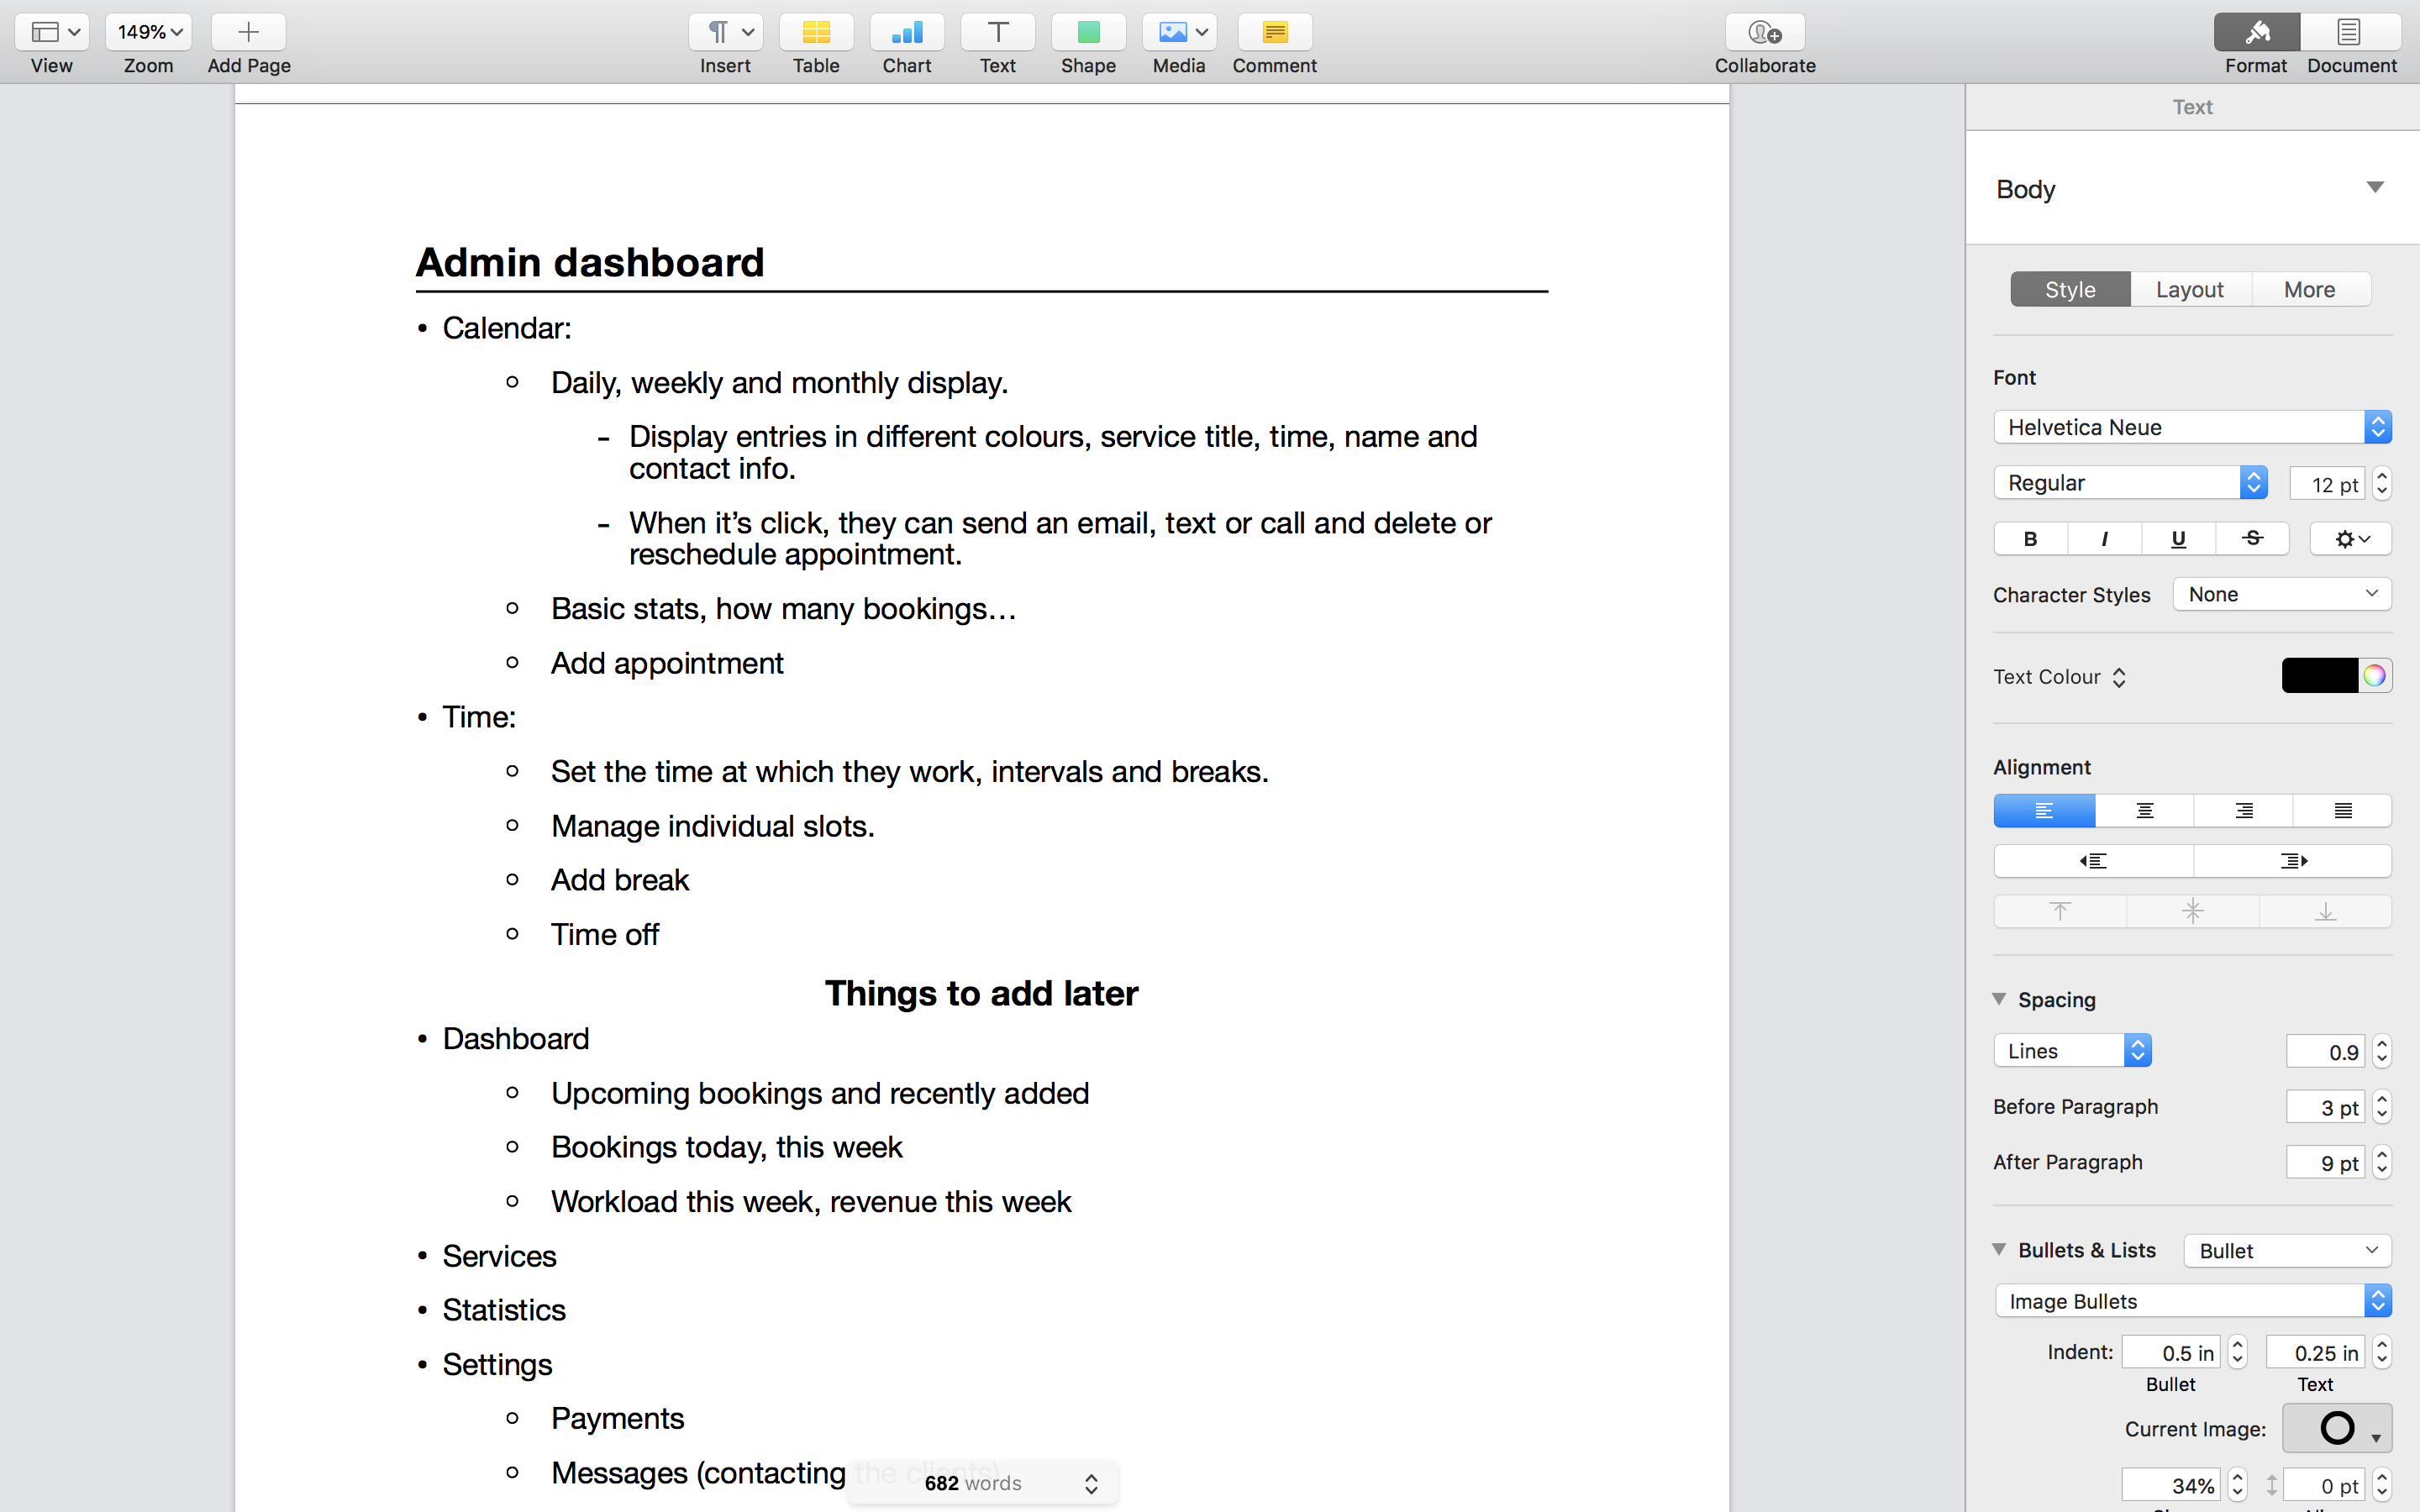 149%
View
Zoom
Add Page
Insert
Table
Chart
Text
Shape
Media
Comment
Collaborate
Format
Document
Admin dashboard
• Calendar:
Daily, weekly and monthly display.
- Display entries in different colours, service title, time, name and
contact info.
- When it’s click, they can send an email, text or call and delete or
reschedule appointment.
Basic stats, how many bookings…
Add appointment
• Time:
Set the time at which they work, intervals and breaks.
Manage individual slots.
Add break
Time off
Things to add later
• Dashboard
Upcoming bookings and recently added
Bookings today, this week
Workload this week, revenue this week
• Services
• Statistics
• Settings
Payments
Messages (contacting the clients)
682 words
Text
Body
Style
Layout
More
Font
Helvetica Neue
Regular
12 pt
B I U S
Character Styles
None
Text Colour
Alignment
Spacing
Lines
0.9
Before Paragraph
3 pt
After Paragraph
9 pt
Bullets & Lists
Bullet
Image Bullets
Indent:
0.5 in
0.25 in
Bullet
Text
Current Image:
34%
0 pt